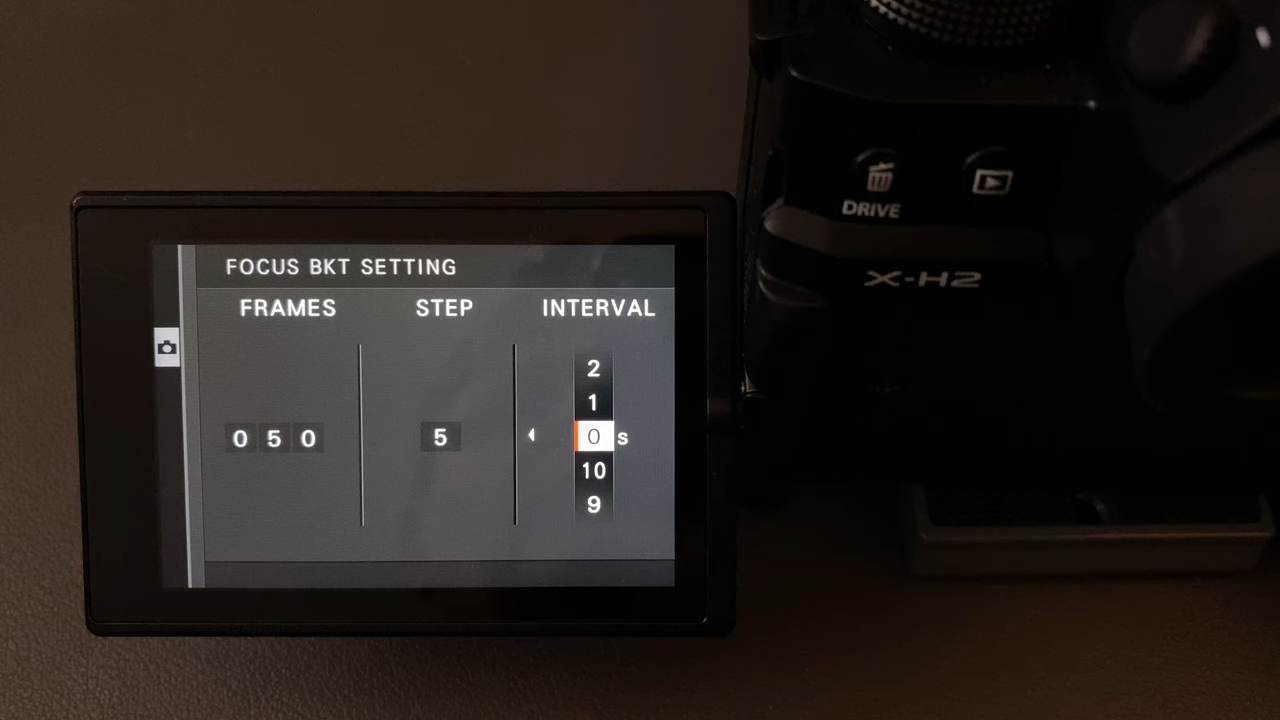 DRIVE
X-H2
FOCUS BKT SETTING
FRAMES STEP INTERVAL
2
1
0 5 0 5 0 s
10
9